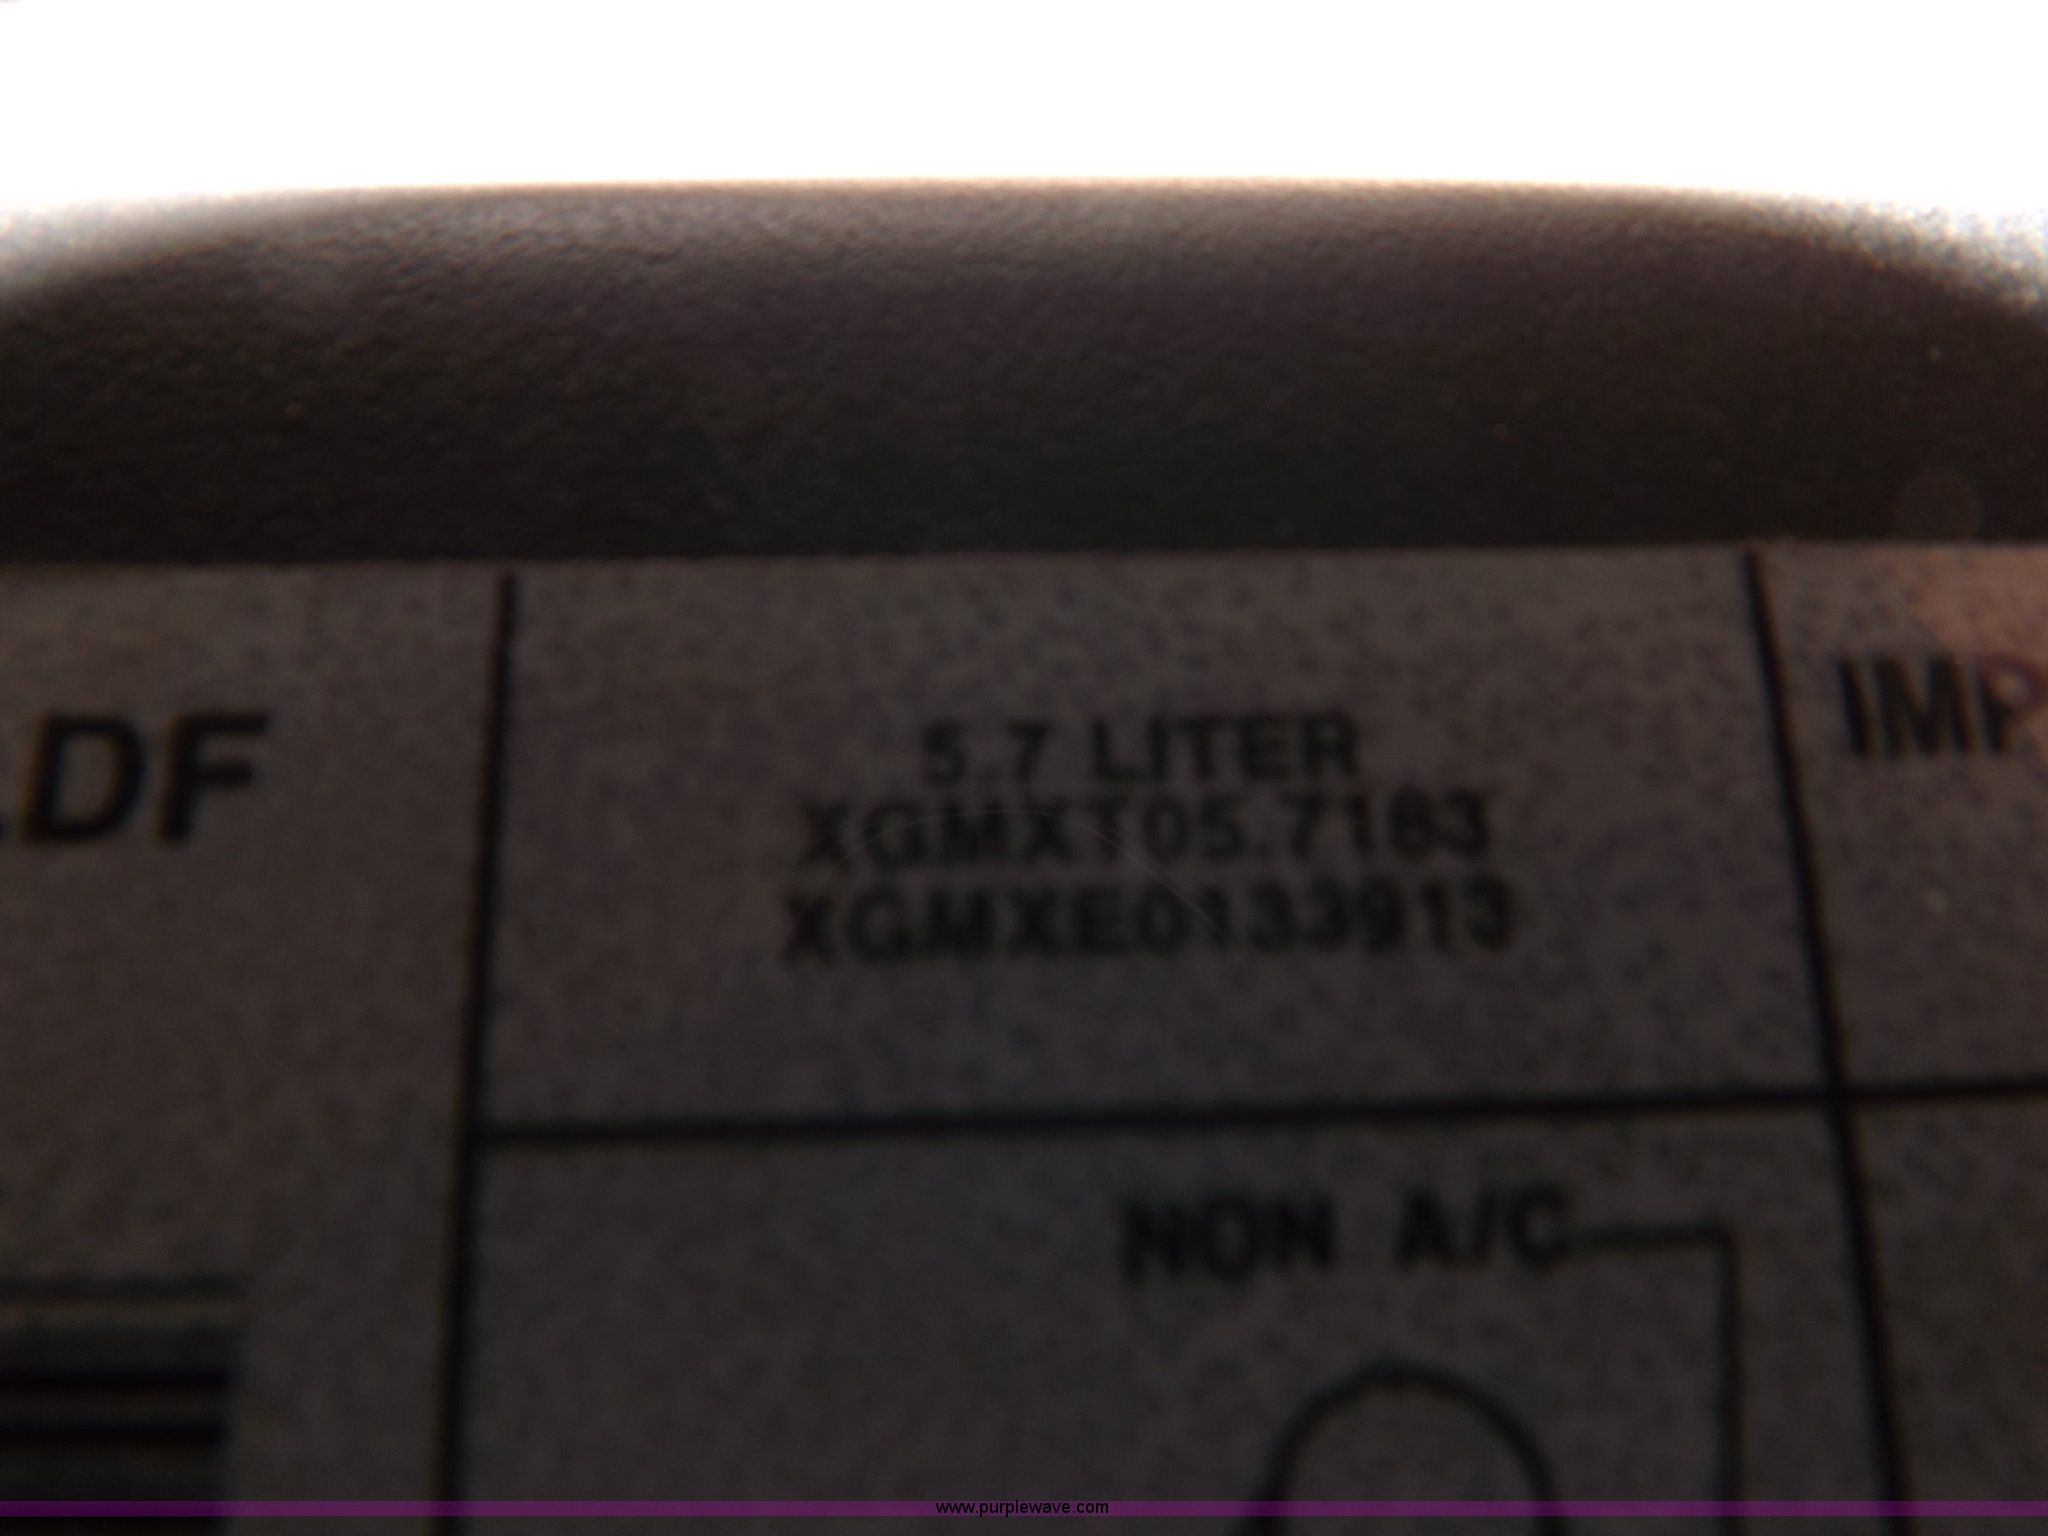 .DF
5.7 LITER
XGMXT05.7183
XGMXE0133913
IMP
NON A/C
www.purplewave.com